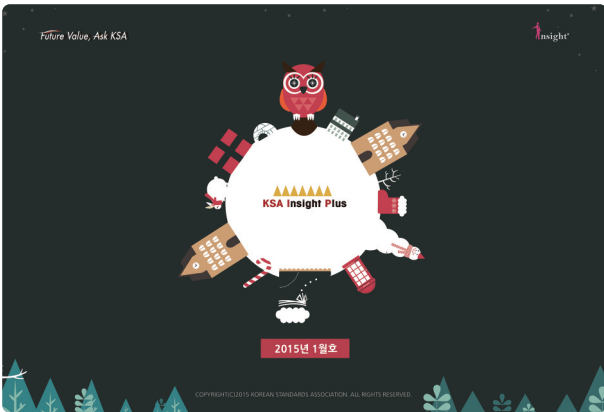 Future Value, Ask KSA
Insight
KSA Insight Plus
2015년 1월호
COPYRIGHT(C)2015 KOREAN STANDARDS ASSOCIATION. ALL RIGHTS RESERVED.